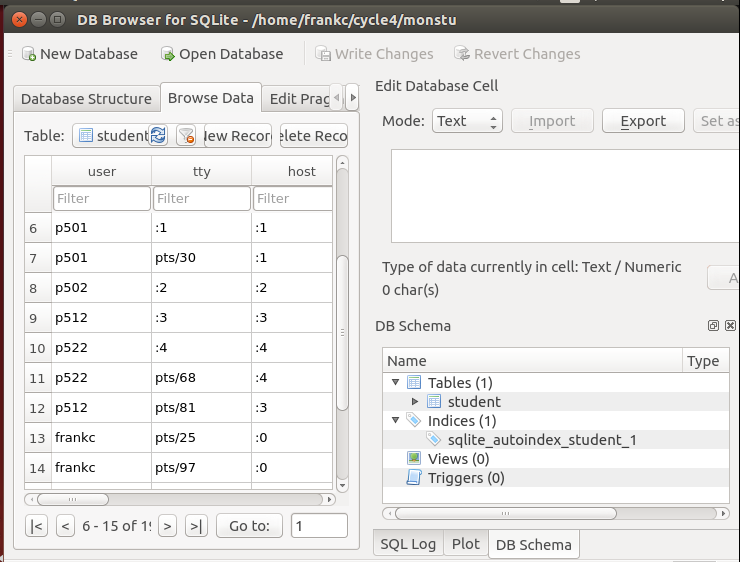 DB Browser for SQLite - /home/frankc/cycle4/monstu
New Database Open Database Write Changes Revert Changes
Database Structure Browse Data Edit Prag
Table: student New Recor elete Reco
user tty host
Filter Filter Filter
6 p501 :1 :1
7 p501 pts/30 :1
8 p502 :2 :2
9 p512 :3 :3
10 p522 :4 :4
11 p522 pts/68 :4
12 p512 pts/81 :3
13 frankc pts/25 :0
14 frankc pts/97 :0
|< < 6 - 15 of 19 > >| Go to: 1
Edit Database Cell
Mode: Text Import Export Set as
Type of data currently in cell: Text / Numeric
0 char(s)
A
DB Schema
Name Type
Tables (1)
student
Indices (1)
sqlite_autoindex_student_1
Views (0)
Triggers (0)
SQL Log Plot DB Schema